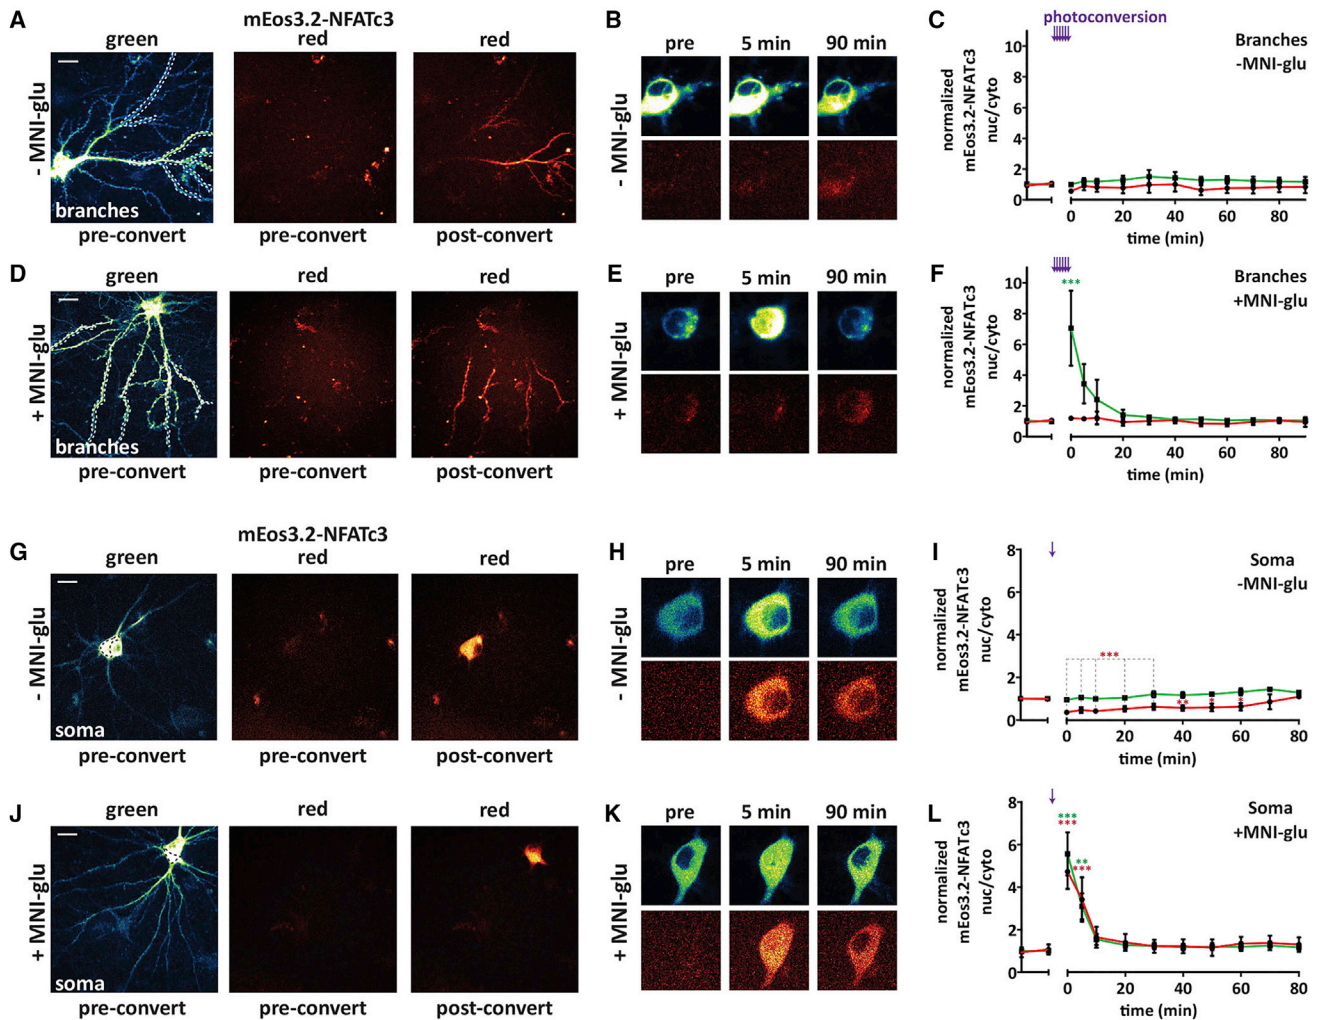 A
mEos3.2-NFATc3
green
red
red
- MNI-glu
branches
pre-convert
pre-convert
post-convert
B
pre
5 min
90 min
- MNI-glu
C
photoconversion
Branches
-MNI-glu
normalized
mEos3.2-NFATc3
nuc/cyto
10
8
6
4
2
0
0
20
40
60
80
time (min)
D
green
red
red
+ MNI-glu
branches
pre-convert
pre-convert
post-convert
E
pre
5 min
90 min
+ MNI-glu
F
Branches
+MNI-glu
***
normalized
mEos3.2-NFATc3
nuc/cyto
10
8
6
4
2
0
0
20
40
60
80
time (min)
G
mEos3.2-NFATc3
green
red
red
- MNI-glu
soma
pre-convert
pre-convert
post-convert
H
pre
5 min
90 min
- MNI-glu
I
Soma
-MNI-glu
normalized
mEos3.2-NFATc3
nuc/cyto
8
6
4
2
0
***
**
*
*
0
20
40
60
80
time (min)
J
green
red
red
+ MNI-glu
soma
pre-convert
pre-convert
post-convert
K
pre
5 min
90 min
+ MNI-glu
L
Soma
+MNI-glu
normalized
mEos3.2-NFATc3
nuc/cyto
8
6
4
2
0
***
***
**
***
0
20
40
60
80
time (min)